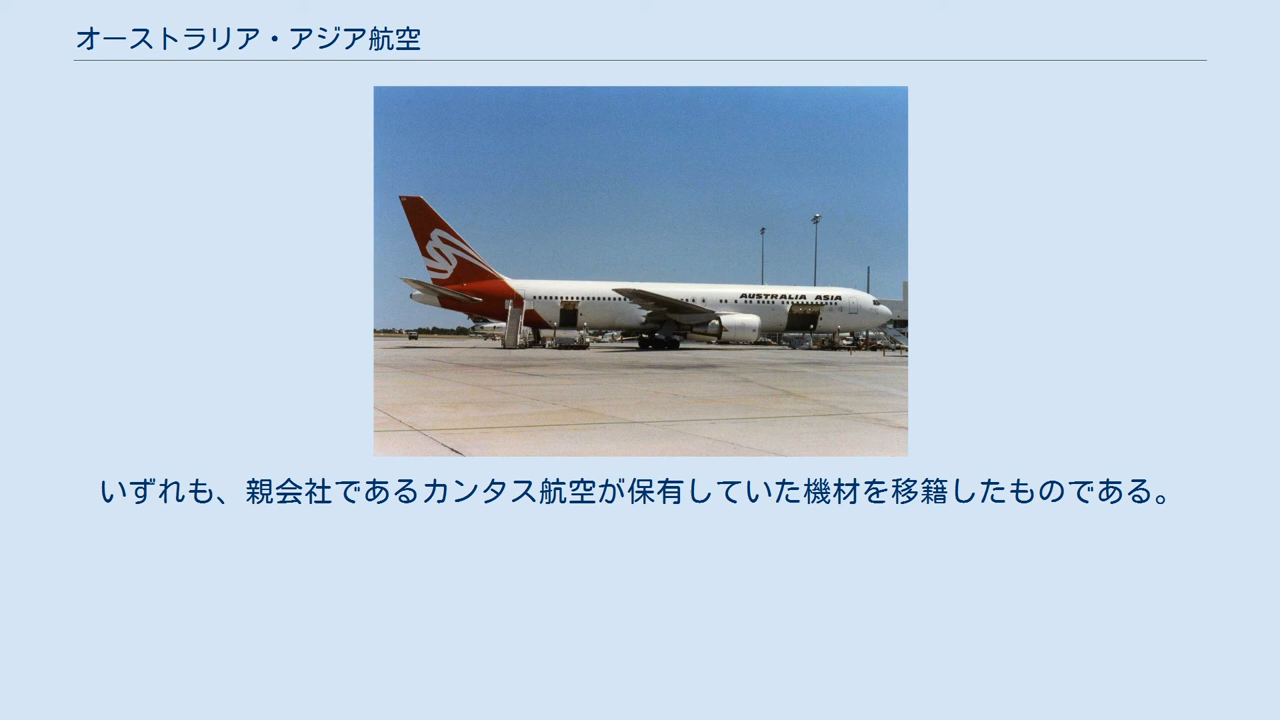 オーストラリア・アジア航空
AUSTRALIA ASIA
いずれも、親会社であるカンタス航空が保有していた機材を移籍したものである。